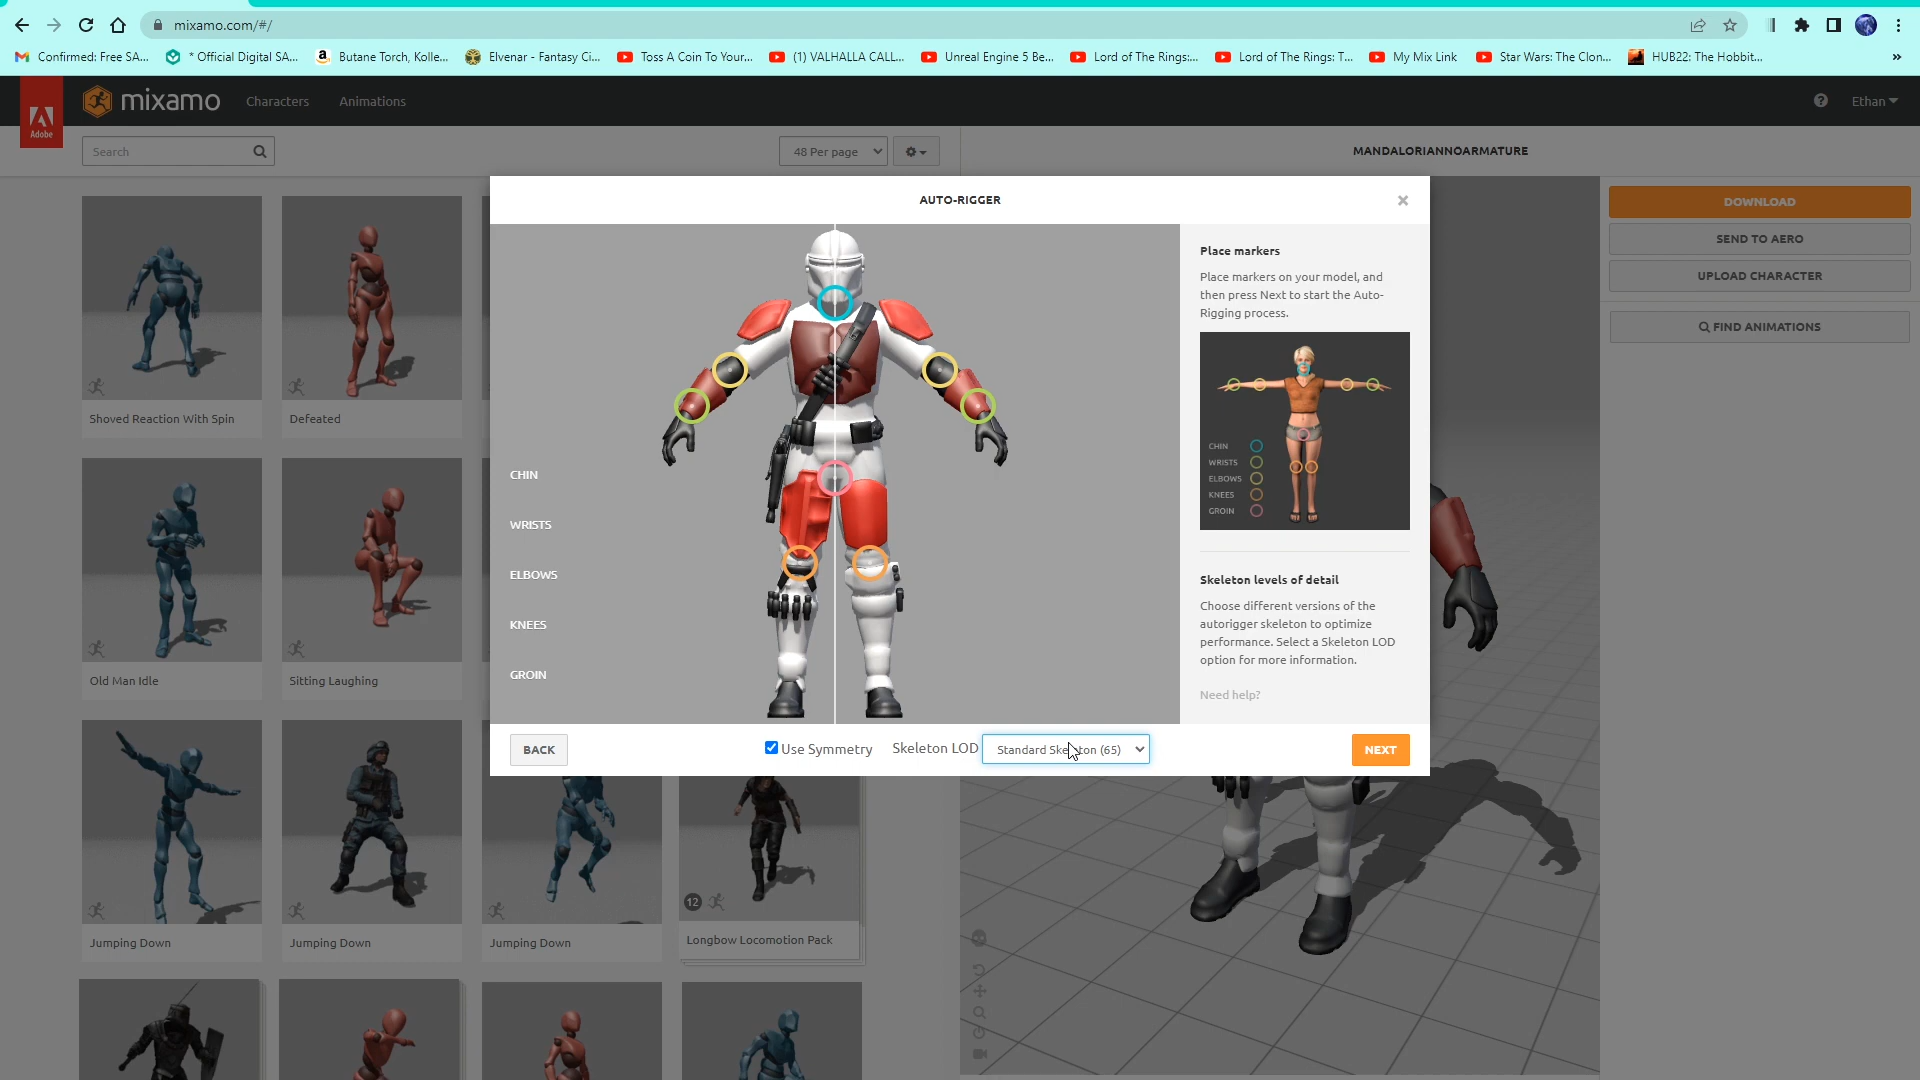 mixamo.com/#/
Confirmed: Free SA...
* Official Digital SA...
Butane Torch, Kolle...
Elvenar - Fantasy Ci...
Toss A Coin To Your...
(1) VALHALLA CALL...
Unreal Engine 5 Be...
Lord of The Rings:...
Lord of The Rings: T...
My Mix Link
Star Wars: The Clon...
HUB22: The Hobbit...
»
Adobe
mixamo
Characters
Animations
Ethan
Search
48 Per page
MANDALORIANNOARMATURE
Shoved Reaction With Spin
Defeated
Old Man Idle
Sitting Laughing
Jumping Down
Jumping Down
Jumping Down
12
Longbow Locomotion Pack
AUTO-RIGGER
CHIN
WRISTS
ELBOWS
KNEES
GROIN
Place markers
Place markers on your model, and
then press Next to start the Auto-
Rigging process.
CHIN
WRISTS
ELBOWS
KNEES
GROIN
Skeleton levels of detail
Choose different versions of the
autorigger skeleton to optimize
performance. Select a Skeleton LOD
option for more information.
Need help?
BACK
Use Symmetry
Skeleton LOD
Standard Skeleton (65)
NEXT
DOWNLOAD
SEND TO AERO
UPLOAD CHARACTER
FIND ANIMATIONS